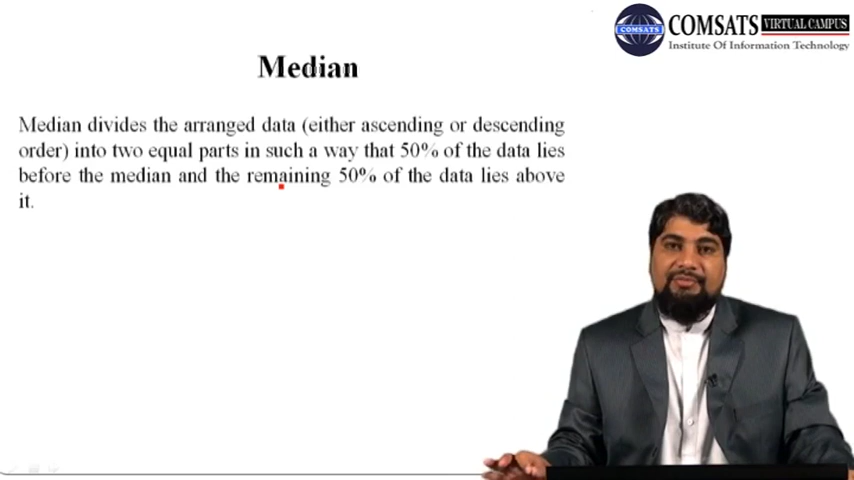 COMSATS VIRTUAL CAMPUS
COMSATS
Institute Of Information Technology
Median
Median divides the arranged data (either ascending or descending
order) into two equal parts in such a way that 50% of the data lies
before the median and the remaining 50% of the data lies above
it.